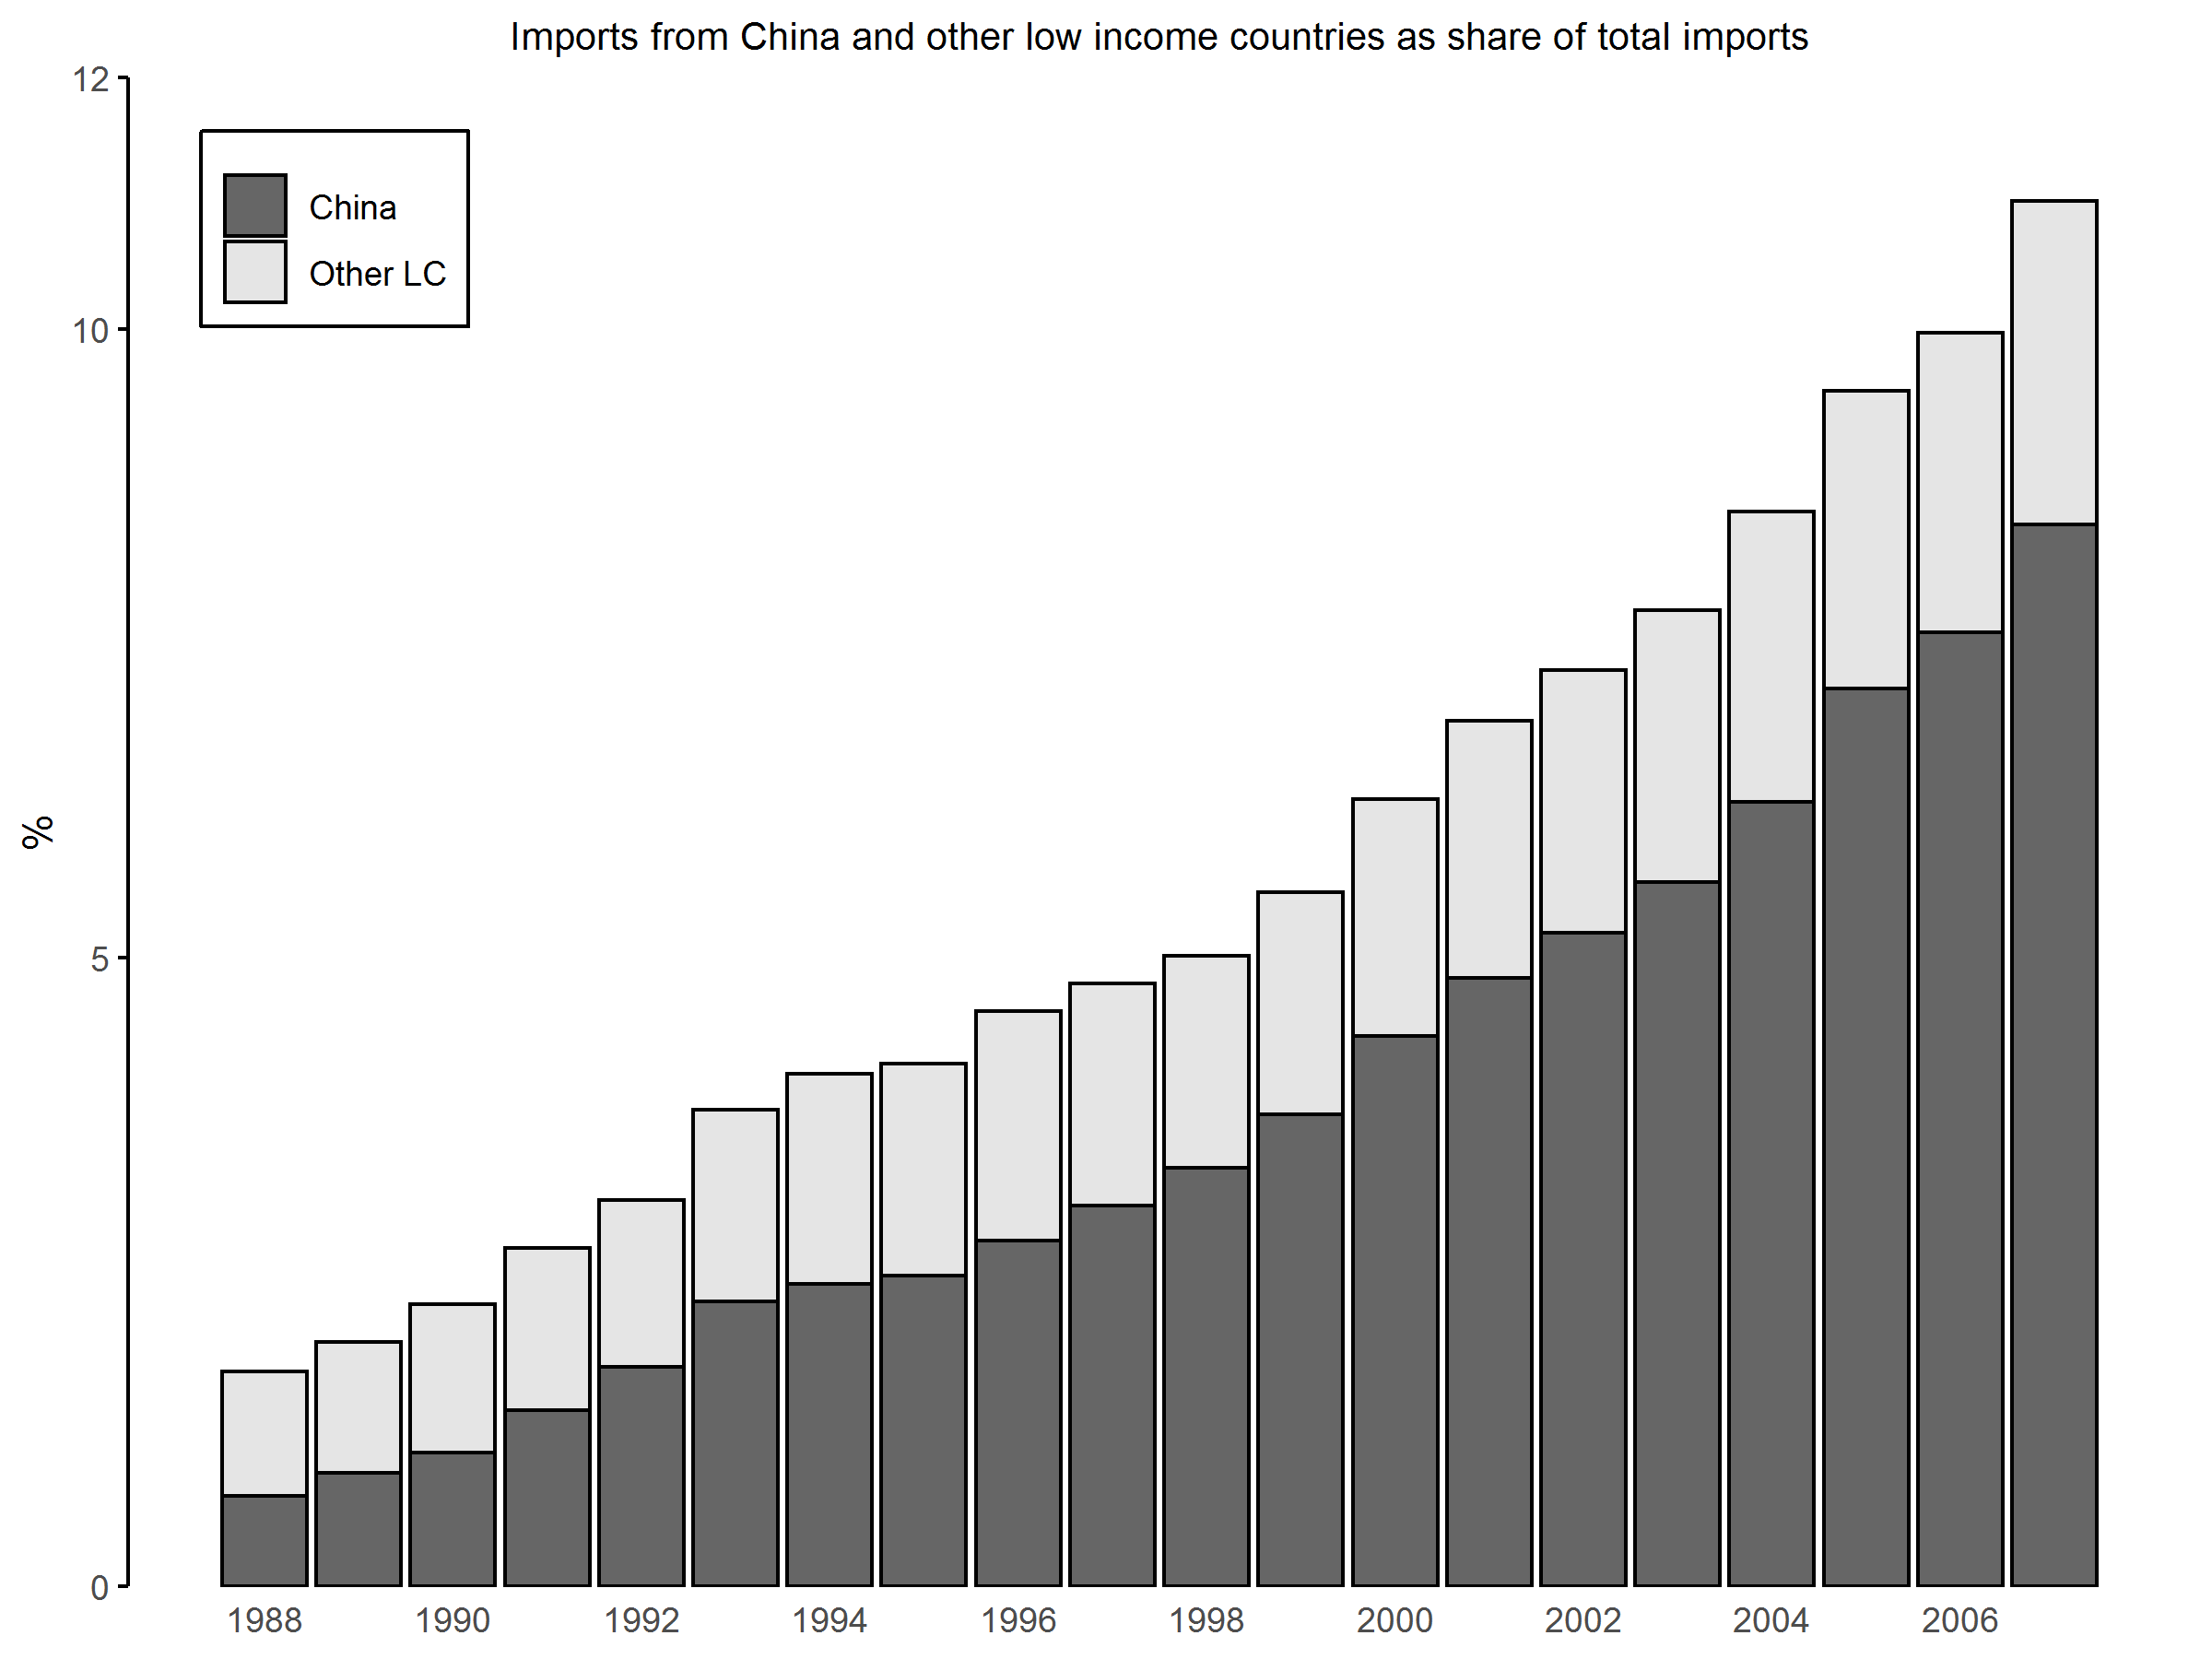 Imports from China and other low income countries as share of total imports
12
China
Other LC
10
%
5
0
1988 1990 1992 1994 1996 1998 2000 2002 2004 2006